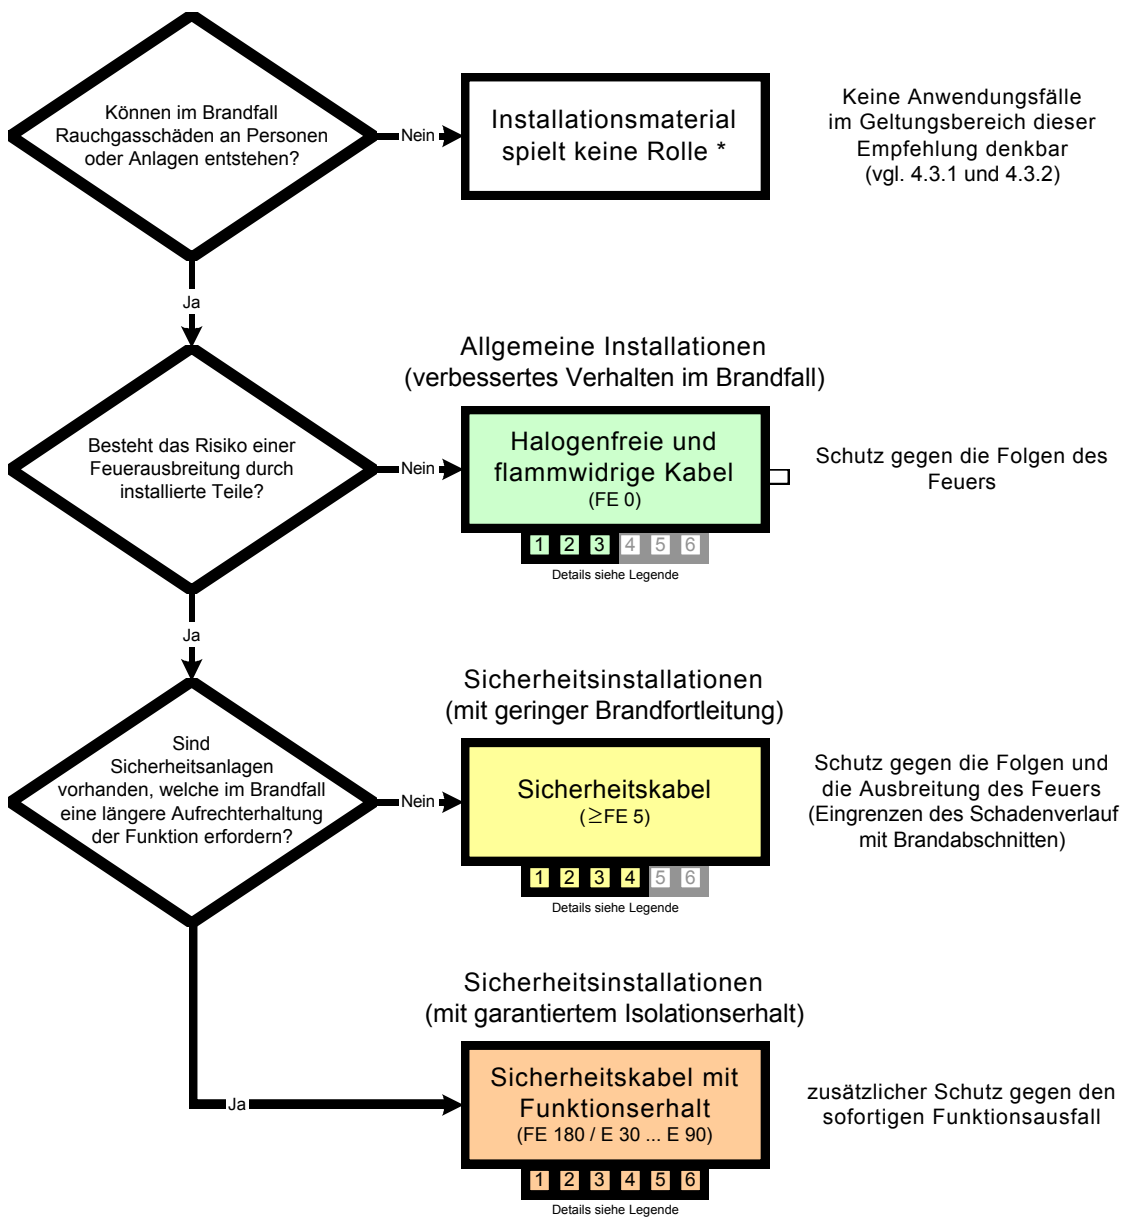 Können im Brandfall
Rauchgasschäden an Personen
oder Anlagen entstehen?
Nein
Installationsmaterial
spielt keine Rolle *
Keine Anwendungsfälle
im Geltungsbereich dieser
Empfehlung denkbar
(vgl. 4.3.1 und 4.3.2)
Ja
Allgemeine Installationen
(verbessertes Verhalten im Brandfall)
Besteht das Risiko einer
Feuerausbreitung durch
installierte Teile?
Nein
Halogenfreie und
flammwidrige Kabel
(FE 0)
1 2 3 4 5 6
Details siehe Legende
Schutz gegen die Folgen des
Feuers
Ja
Sicherheitsinstallationen
(mit geringer Brandfortleitung)
Sind
Sicherheitsanlagen
vorhanden, welche im Brandfall
eine längere Aufrechterhaltung
der Funktion erfordern?
Nein
Sicherheitskabel
(≥FE 5)
1 2 3 4 5 6
Details siehe Legende
Schutz gegen die Folgen und
die Ausbreitung des Feuers
(Eingrenzen des Schadenverlauf
mit Brandabschnitten)
Sicherheitsinstallationen
(mit garantiertem Isolationserhalt)
Ja
Sicherheitskabel mit
Funktionserhalt
(FE 180 / E 30 ... E 90)
1 2 3 4 5 6
Details siehe Legende
zusätzlicher Schutz gegen den
sofortigen Funktionsausfall